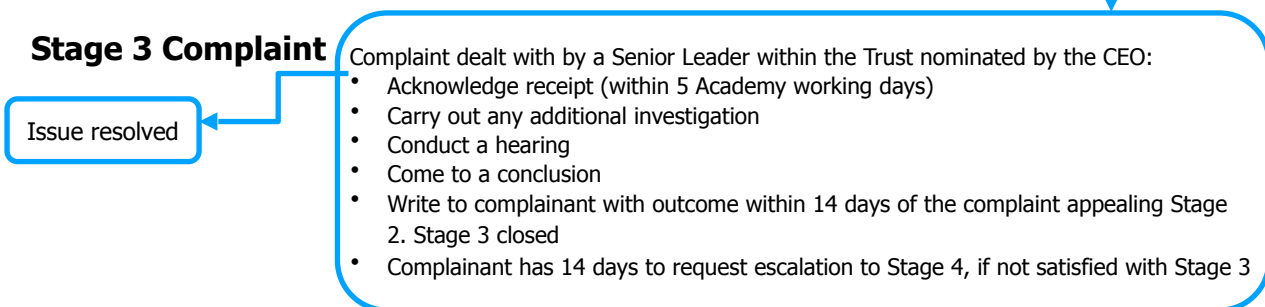 Stage 3 Complaint
Issue resolved
Complaint dealt with by a Senior Leader within the Trust nominated by the CEO:
• Acknowledge receipt (within 5 Academy working days)
• Carry out any additional investigation
• Conduct a hearing
• Come to a conclusion
• Write to complainant with outcome within 14 days of the complaint appealing Stage
2. Stage 3 closed
• Complainant has 14 days to request escalation to Stage 4, if not satisfied with Stage 3